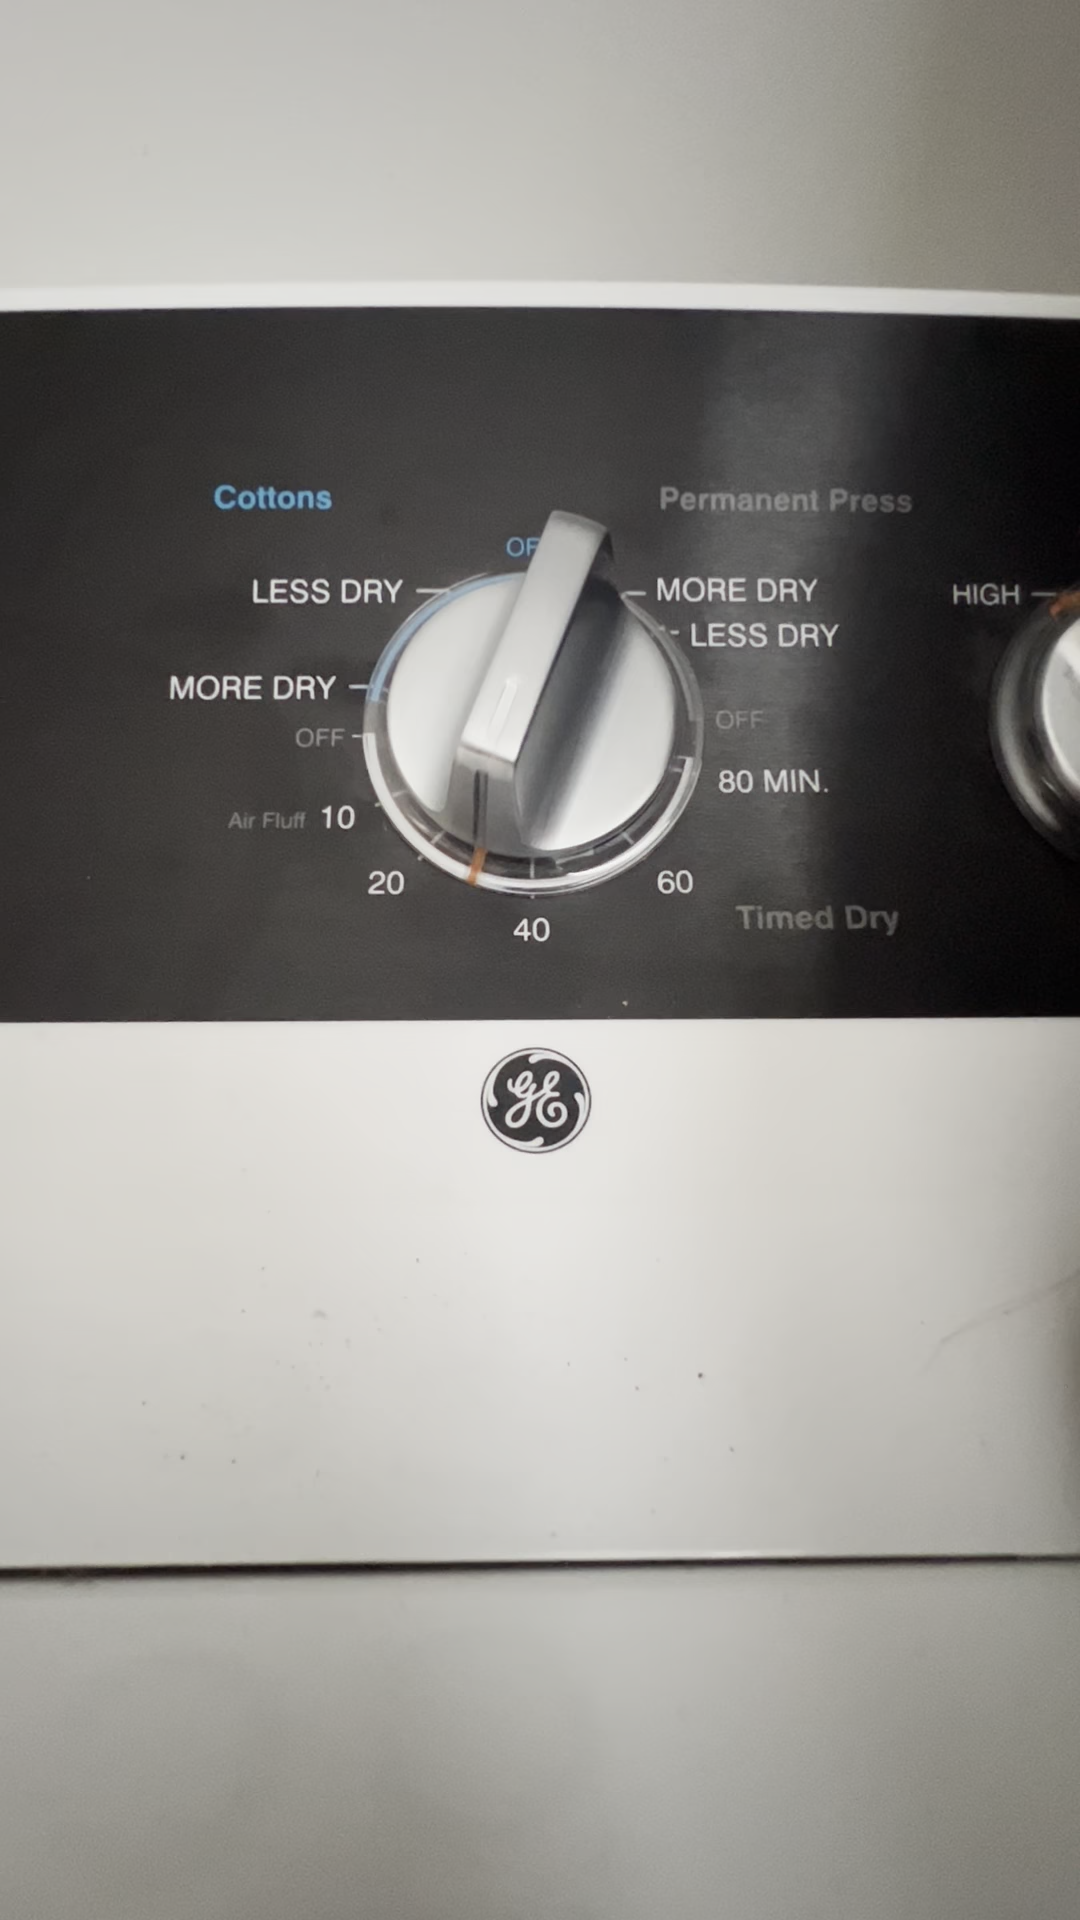 Cottons
Permanent Press
LESS DRY
MORE DRY
HIGH
LESS DRY
MORE DRY
OFF
OFF
80 MIN.
Air Fluff 10
20
60
40
Timed Dry
GE